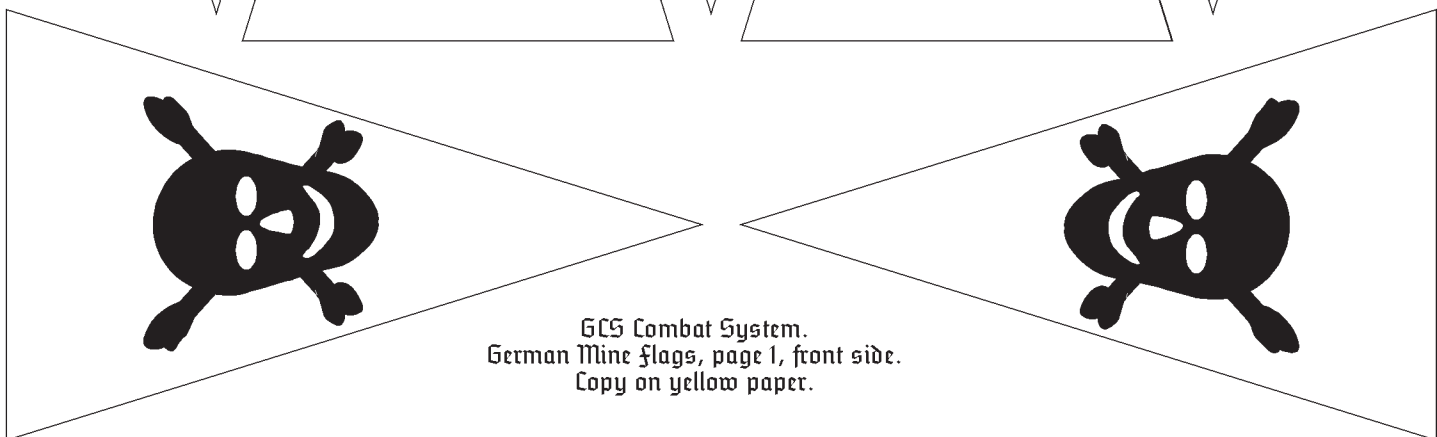 GCS Combat System.
German Mine Flags, page 1, front side.
Copy on yellow paper.